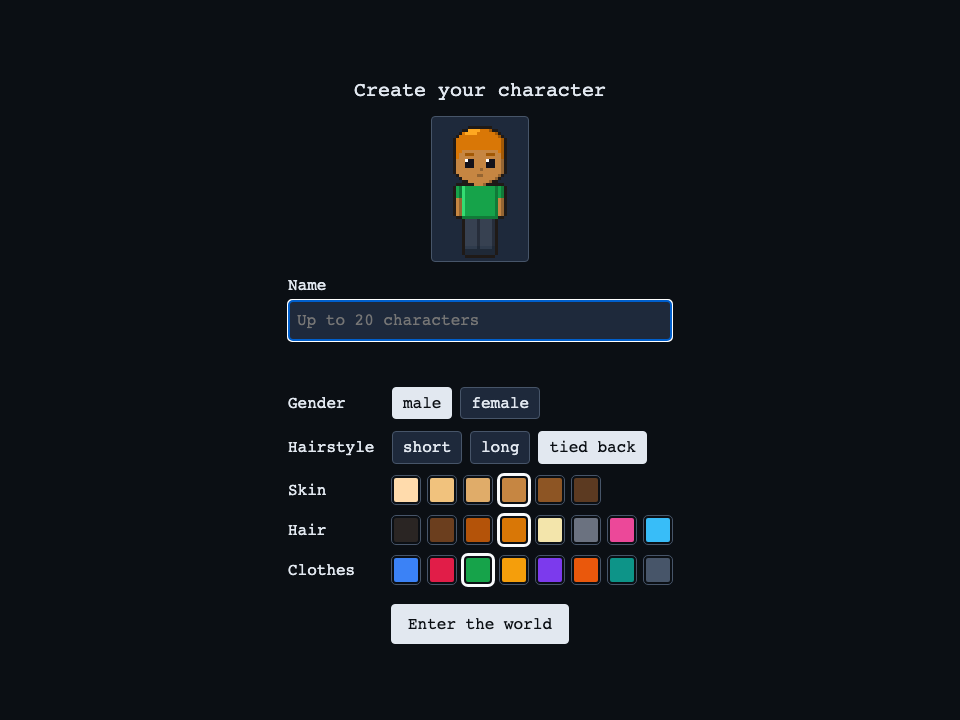 Create your character
Name
Up to 20 characters
Gender male female
Hairstyle short long tied back
Skin
Hair
Clothes
Enter the world